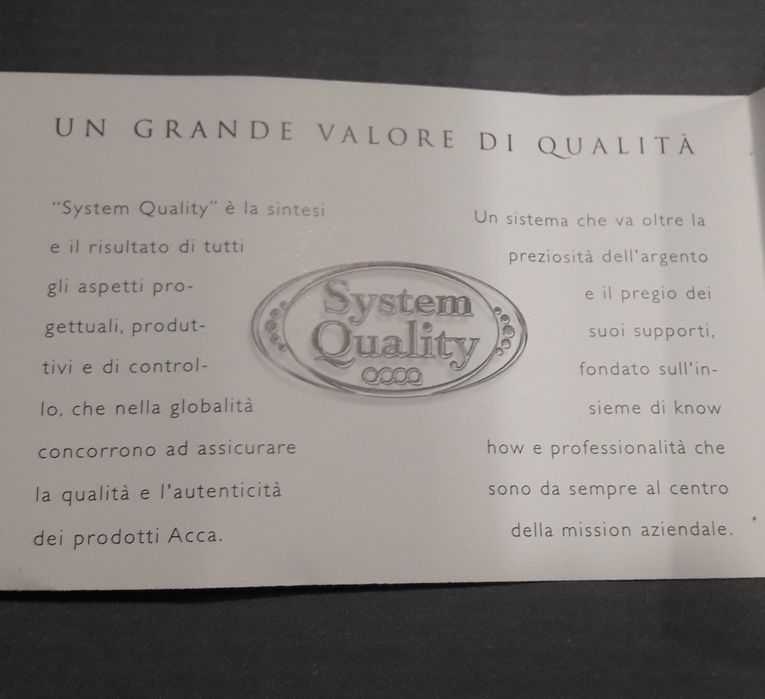 UN GRANDE VALORE DI QUALITÀ
"System Quality" è la sintesi
e il risultato di tutti
gli aspetti pro-
gettuali, produt-
tivi e di control-
lo, che nella globalità
concorrono ad assicurare
la qualità e l'autenticità
dei prodotti Acca.
System
Quality
acca
Un sistema che va oltre la
preziosità dell'argento
e il pregio dei
suoi supporti,
fondato sull'in-
sieme di know
how e professionalità che
sono da sempre al centro
della mission aziendale.